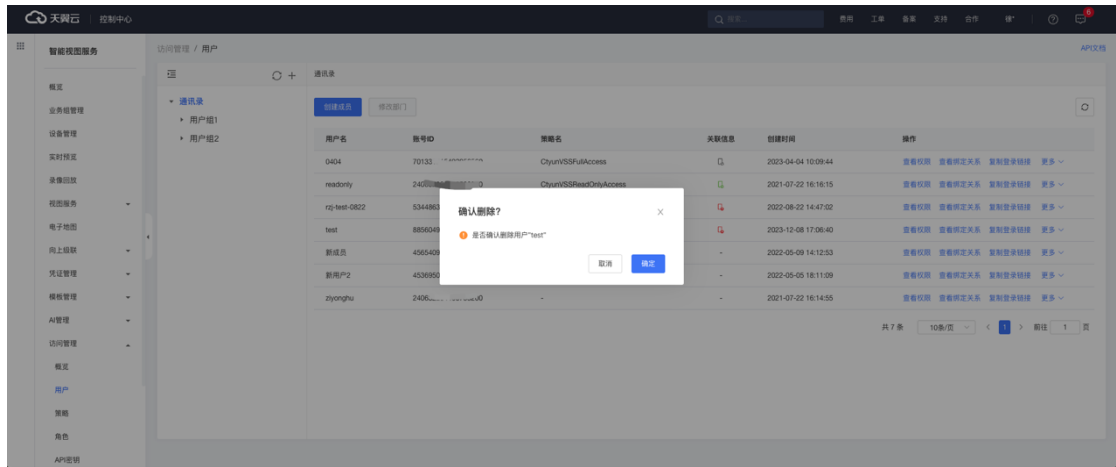 天翼云 控制中心 搜索... 费用 工单 备案 支持 合作 6
智能视图服务
访问管理 / 用户 API文档
概览
业务组管理
设备管理
实时预览
录像回放
视图服务
电子地图
向上级联
凭证管理
模板管理
AI管理
访问管理
概览
用户
策略
角色
API密钥
通讯录
用户组1
用户组2
通讯录
创建成员 修改部门
用户名 账号ID 策略名 关联信息 创建时间 操作
0404 70133 CtyunVSSFullAccess 2023-04-04 10:09:44 查看权限 查看绑定关系 复制登录链接 更多
readonly CtyunVSSReadOnlyAccess 2021-07-22 16:16:15 查看权限 查看绑定关系 复制登录链接 更多
rzj-test-0822 5344863 2022-08-22 14:47:02 查看权限 查看绑定关系 复制登录链接 更多
test 8856049 2023-12-08 17:06:40 查看权限 查看绑定关系 复制登录链接 更多
新成员 4565409 - 2022-05-09 14:12:53 查看权限 查看绑定关系 复制登录链接 更多
新用户2 4536950 - 2022-05-05 18:11:09 查看权限 查看绑定关系 复制登录链接 更多
ziyonghu - - 2021-07-22 16:14:55 查看权限 查看绑定关系 复制登录链接 更多
共 7 条 10条/页 1 前往 1 页
确认删除?
是否确认删除用户"test"
取消 确定